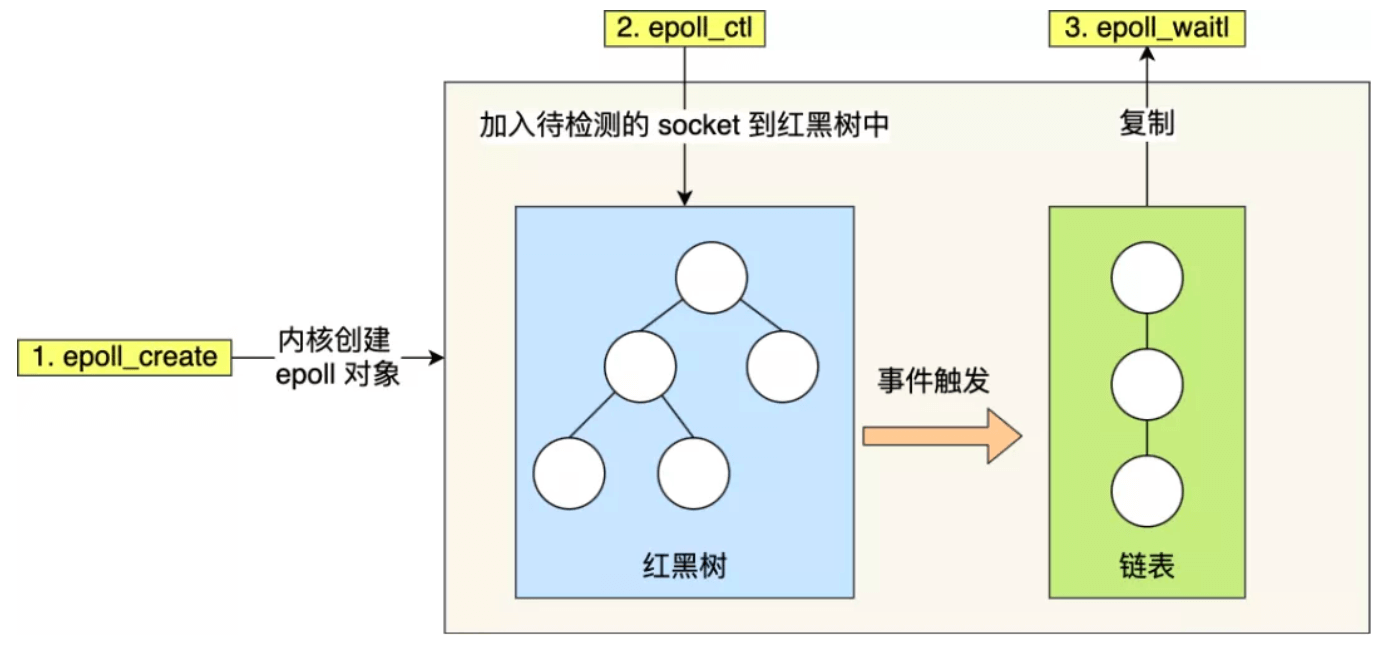 2. epoll_ctl
3. epoll_waitl
加入待检测的 socket 到红黑树中
复制
1. epoll_create
内核创建
epoll 对象
事件触发
红黑树
链表